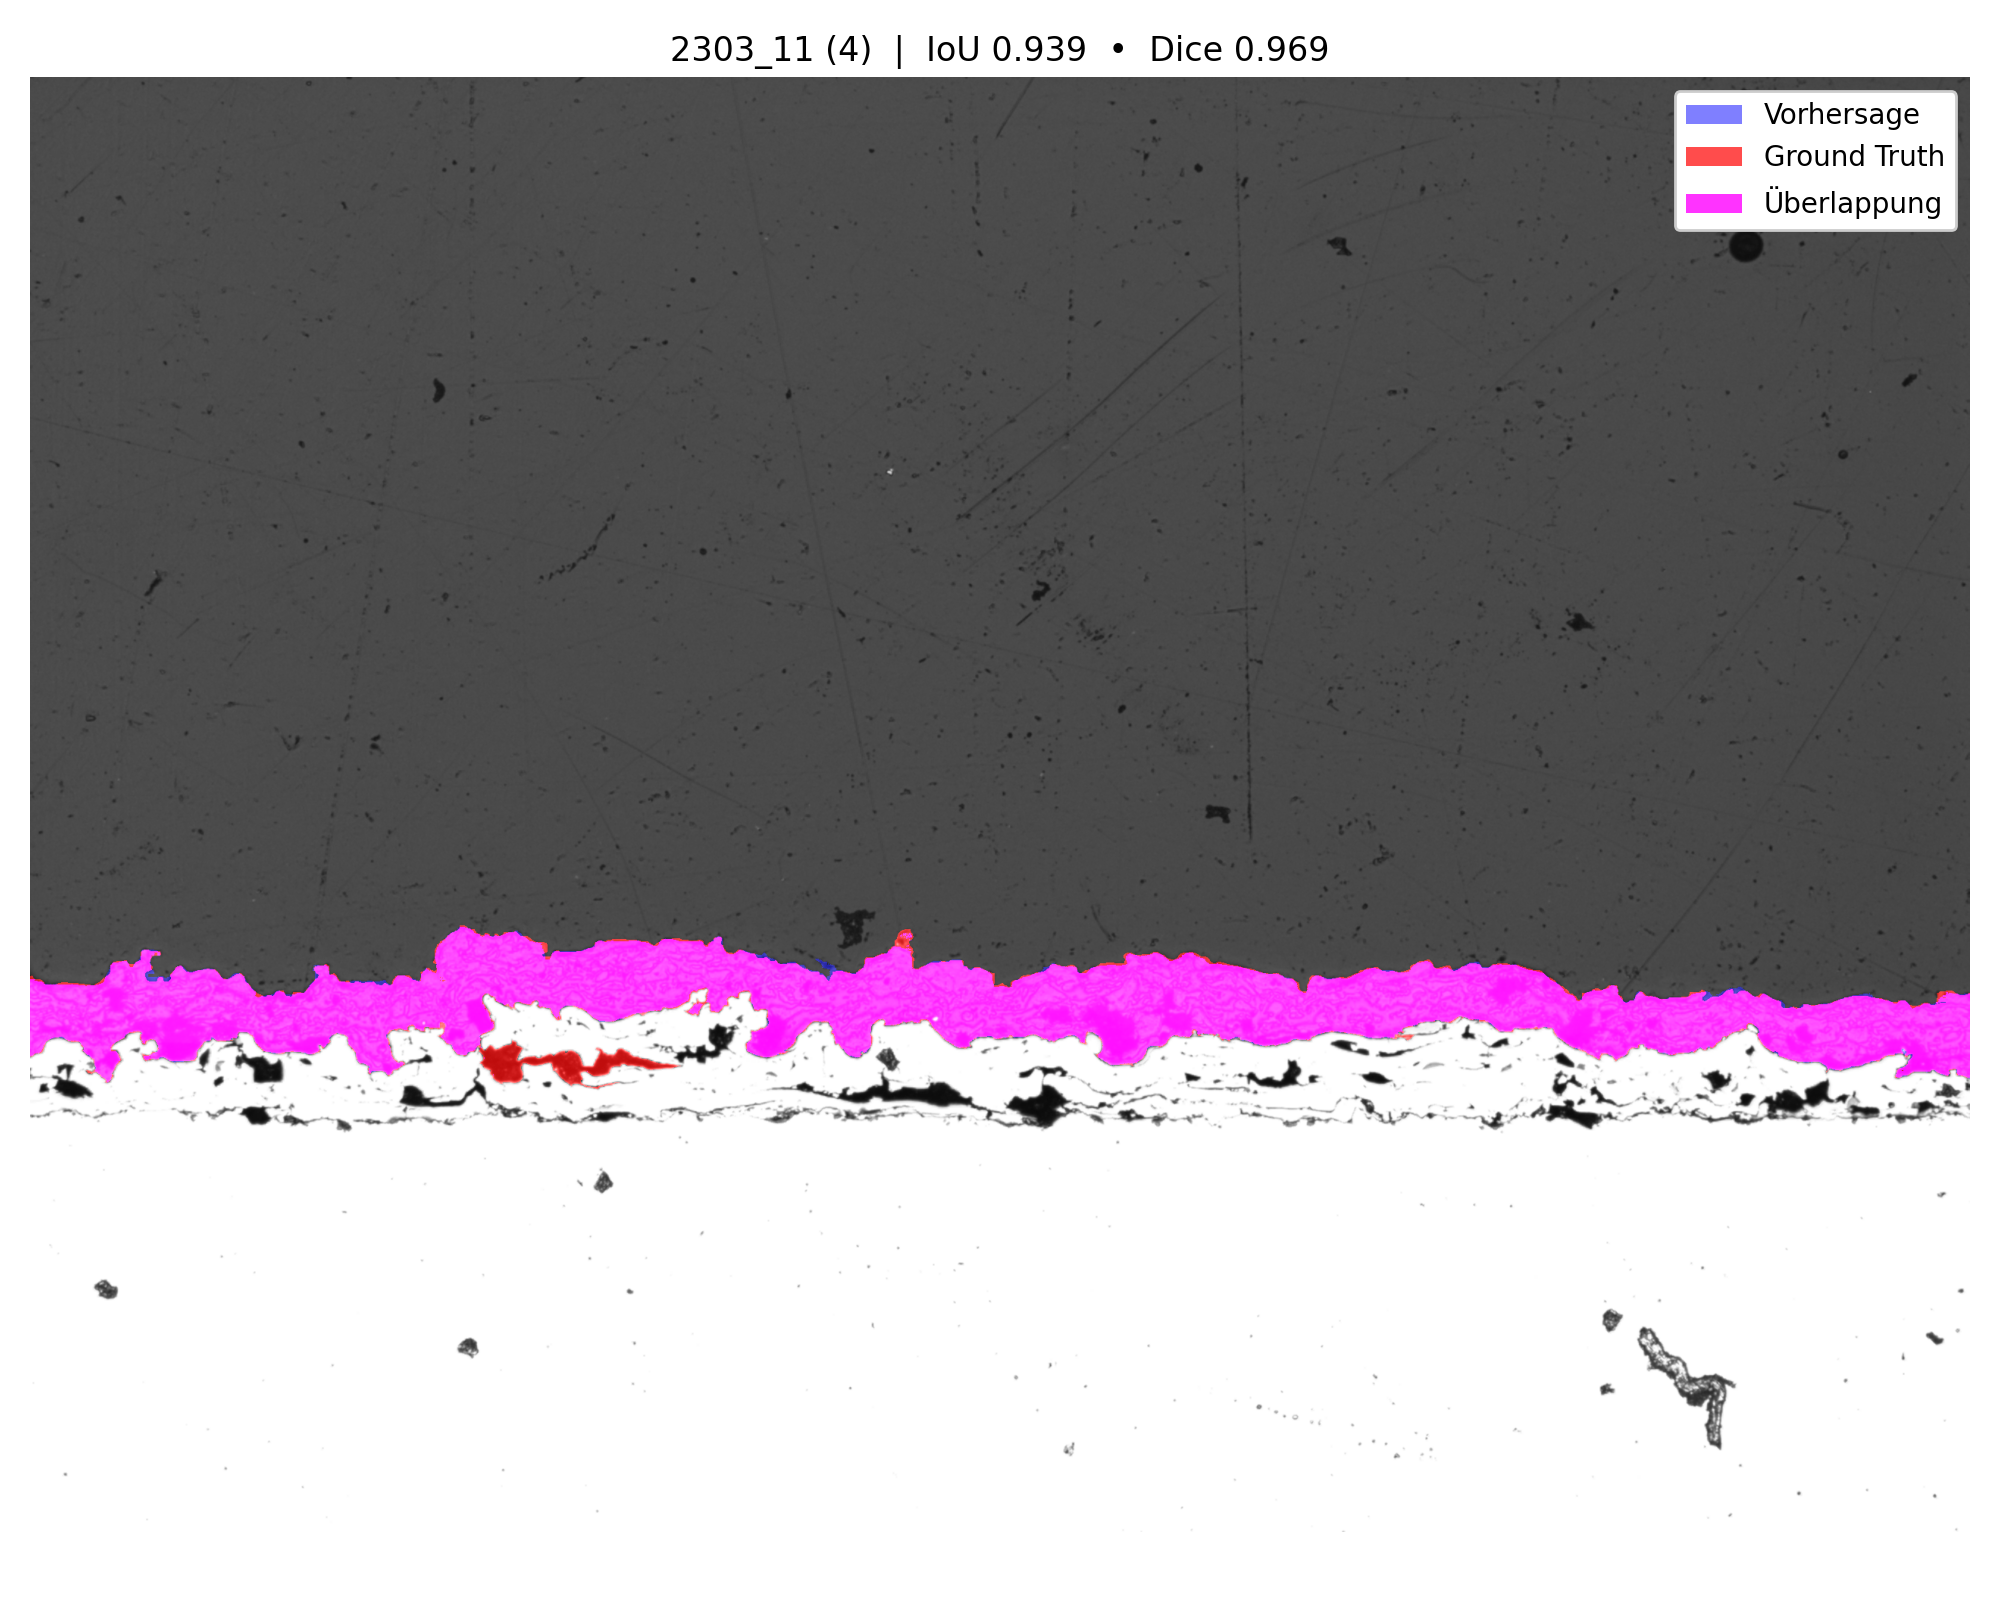 2303_11 (4) | IoU 0.939 • Dice 0.969
Vorhersage
Ground Truth
Überlappung